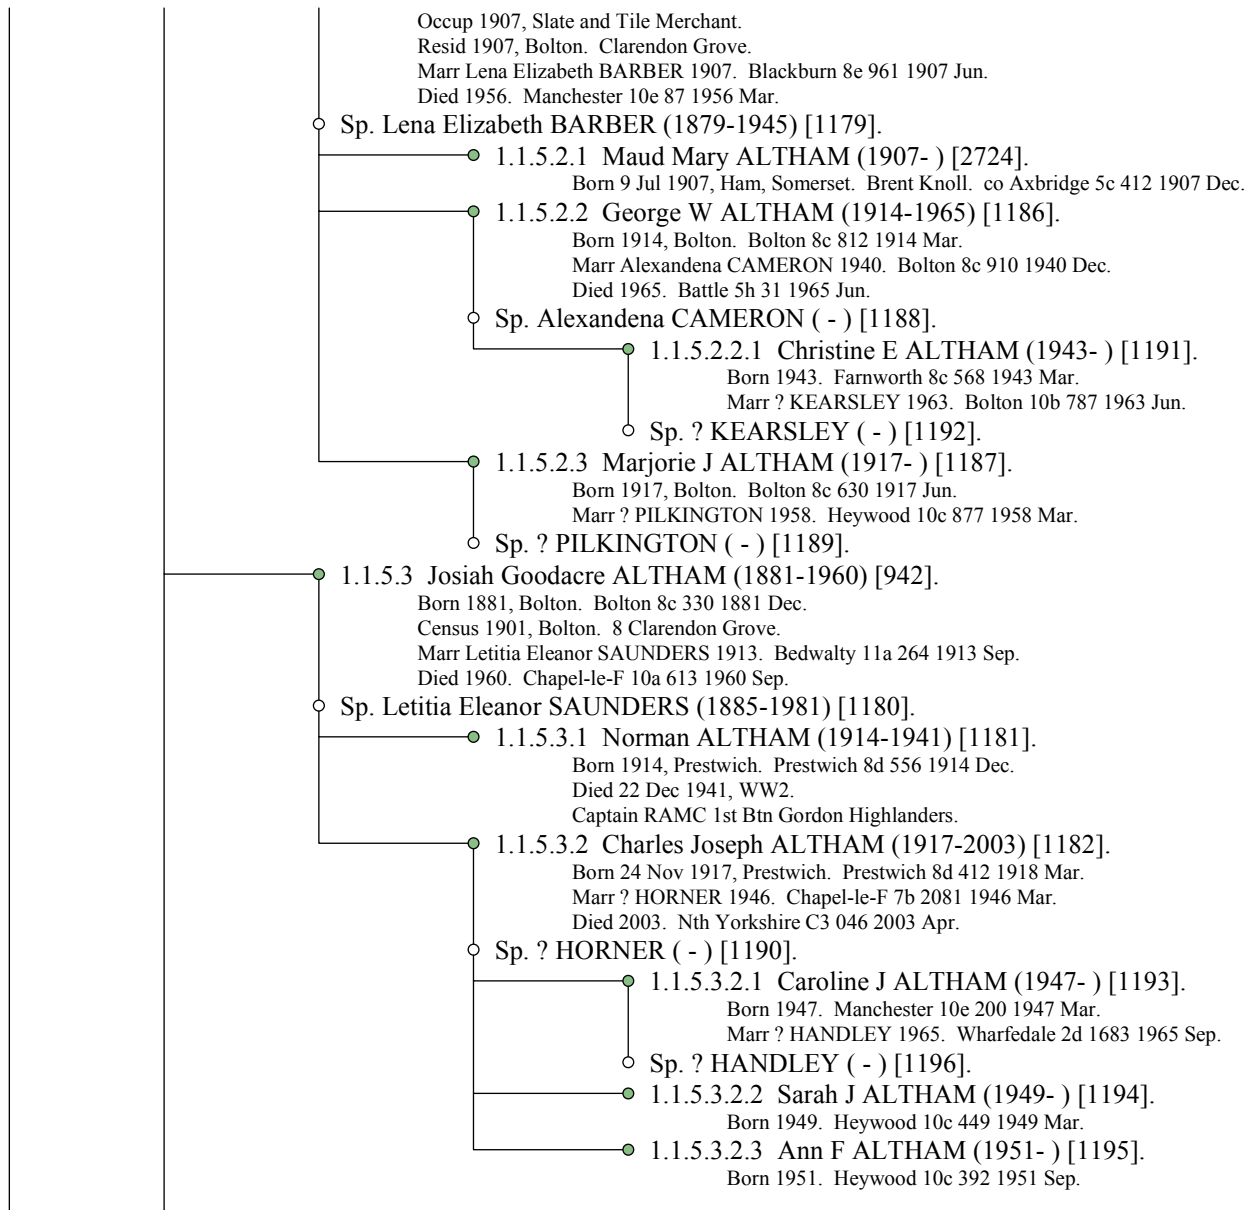 Occup 1907, Slate and Tile Merchant.
Resid 1907, Bolton. Clarendon Grove.
Marr Lena Elizabeth BARBER 1907. Blackburn 8e 961 1907 Jun.
Died 1956. Manchester 10e 87 1956 Mar.
Sp. Lena Elizabeth BARBER (1879-1945) [1179].
1.1.5.2.1 Maud Mary ALTHAM (1907- ) [2724].
Born 9 Jul 1907, Ham, Somerset. Brent Knoll. co Axbridge 5c 412 1907 Dec.
1.1.5.2.2 George W ALTHAM (1914-1965) [1186].
Born 1914, Bolton. Bolton 8c 812 1914 Mar.
Marr Alexandena CAMERON 1940. Bolton 8c 910 1940 Dec.
Died 1965. Battle 5h 31 1965 Jun.
Sp. Alexandena CAMERON ( - ) [1188].
1.1.5.2.2.1 Christine E ALTHAM (1943- ) [1191].
Born 1943. Farnworth 8c 568 1943 Mar.
Marr ? KEARSLEY 1963. Bolton 10b 787 1963 Jun.
Sp. ? KEARSLEY ( - ) [1192].
1.1.5.2.3 Marjorie J ALTHAM (1917- ) [1187].
Born 1917, Bolton. Bolton 8c 630 1917 Jun.
Marr ? PILKINGTON 1958. Heywood 10c 877 1958 Mar.
Sp. ? PILKINGTON ( - ) [1189].
1.1.5.3 Josiah Goodacre ALTHAM (1881-1960) [942].
Born 1881, Bolton. Bolton 8c 330 1881 Dec.
Census 1901, Bolton. 8 Clarendon Grove.
Marr Letitia Eleanor SAUNDERS 1913. Bedwalty 11a 264 1913 Sep.
Died 1960. Chapel-le-F 10a 613 1960 Sep.
Sp. Letitia Eleanor SAUNDERS (1885-1981) [1180].
1.1.5.3.1 Norman ALTHAM (1914-1941) [1181].
Born 1914, Prestwich. Prestwich 8d 556 1914 Dec.
Died 22 Dec 1941, WW2.
Captain RAMC 1st Btn Gordon Highlanders.
1.1.5.3.2 Charles Joseph ALTHAM (1917-2003) [1182].
Born 24 Nov 1917, Prestwich. Prestwich 8d 412 1918 Mar.
Marr ? HORNER 1946. Chapel-le-F 7b 2081 1946 Mar.
Died 2003. Nth Yorkshire C3 046 2003 Apr.
Sp. ? HORNER ( - ) [1190].
1.1.5.3.2.1 Caroline J ALTHAM (1947- ) [1193].
Born 1947. Manchester 10e 200 1947 Mar.
Marr ? HANDLEY 1965. Wharfedale 2d 1683 1965 Sep.
Sp. ? HANDLEY ( - ) [1196].
1.1.5.3.2.2 Sarah J ALTHAM (1949- ) [1194].
Born 1949. Heywood 10c 449 1949 Mar.
1.1.5.3.2.3 Ann F ALTHAM (1951- ) [1195].
Born 1951. Heywood 10c 392 1951 Sep.